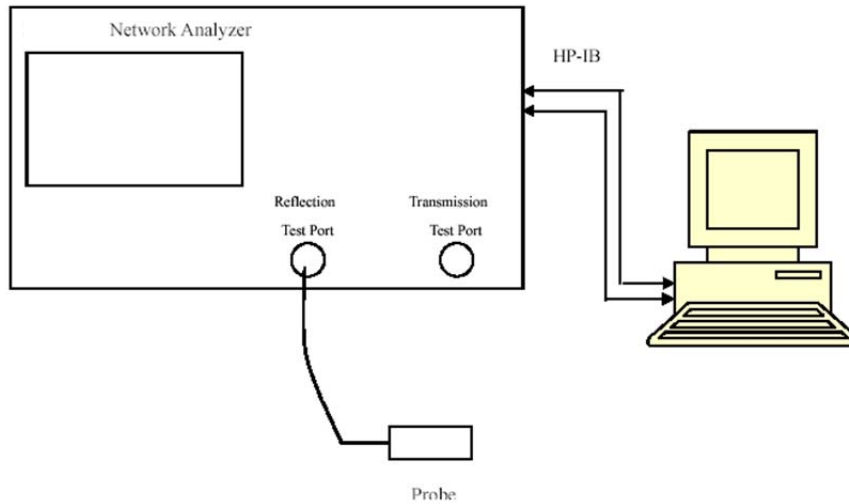 Network Analyzer
HP-IB
Reflection
Test Port
Transmission
Test Port
Probe